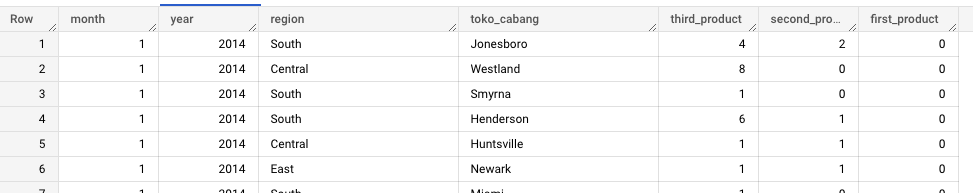 Row month year region toko_cabang third_product second_pro... first_product
1 1 2014 South Jonesboro 4 2 0
2 1 2014 Central Westland 8 0 0
3 1 2014 South Smyrna 1 0 0
4 1 2014 South Henderson 6 1 0
5 1 2014 Central Huntsville 1 1 0
6 1 2014 East Newark 1 1 0
7 1 2014 South Miami 1 0 0